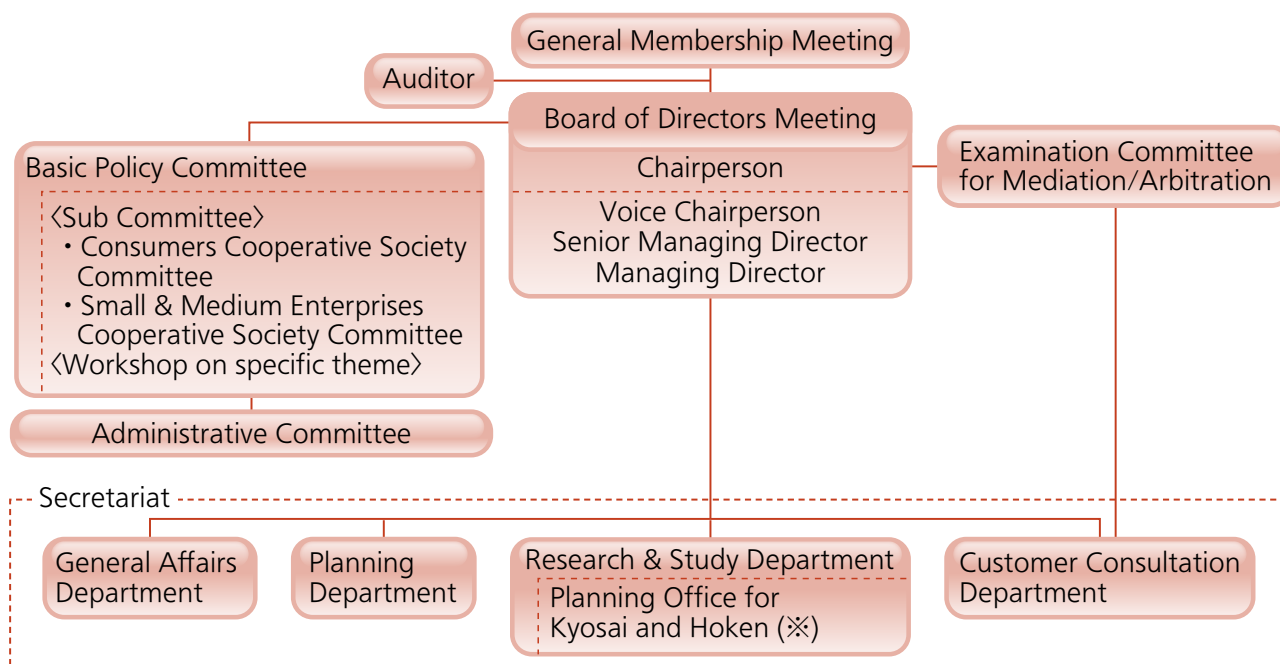 General Membership Meeting
Auditor
Board of Directors Meeting
Chairperson
Voice Chairperson
Senior Managing Director
Managing Director
Basic Policy Committee
〈Sub Committee〉
・Consumers Cooperative Society
Committee
・Small & Medium Enterprises
Cooperative Society Committee
〈Workshop on specific theme〉
Examination Committee
for Mediation/Arbitration
Administrative Committee
Secretariat
General Affairs
Department
Planning
Department
Research & Study Department
Planning Office for
Kyosai and Hoken (※)
Customer Consultation
Department